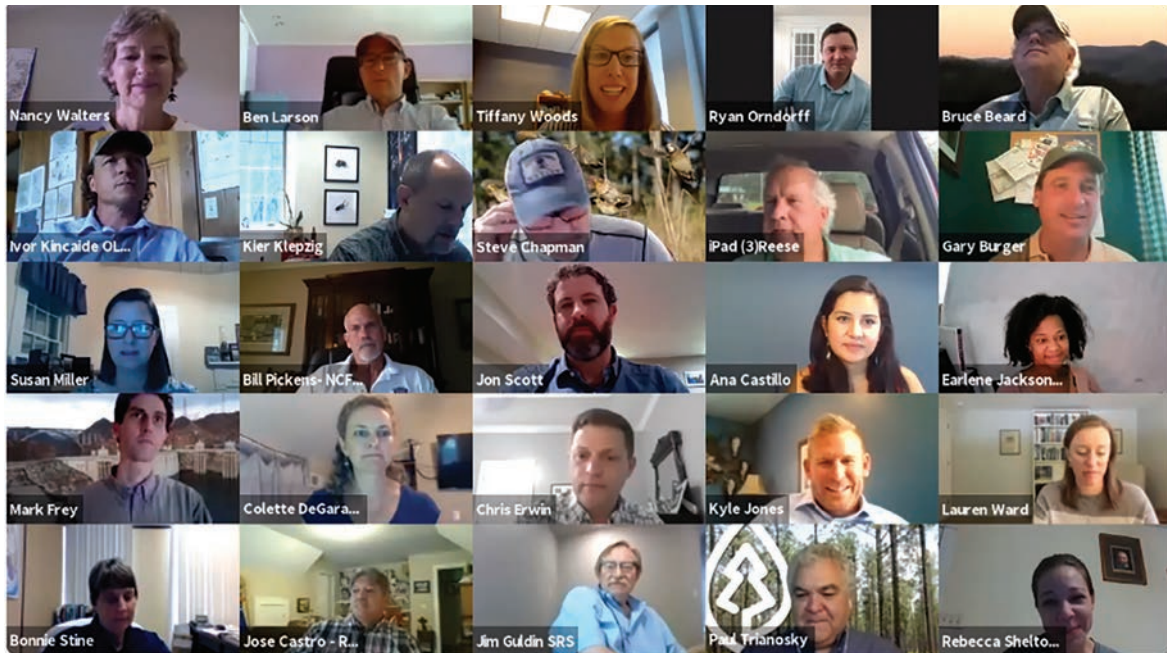 Nancy Walters
Ben Larson
Tiffany Woods
Ryan Orndorff
Bruce Beard
Ivor Kincaide OL...
Kier Klepzig
Steve Chapman
iPad (3)Reese
Gary Burger
Susan Miller
Bill Pickens- NCF...
Jon Scott
Ana Castillo
Earlene Jackson...
Mark Frey
Colette DeGara...
Chris Erwin
Kyle Jones
Lauren Ward
Bonnie Stine
Jose Castro - R...
Jim Guldin SRS
Paul Trianosky
Rebecca Shelto...